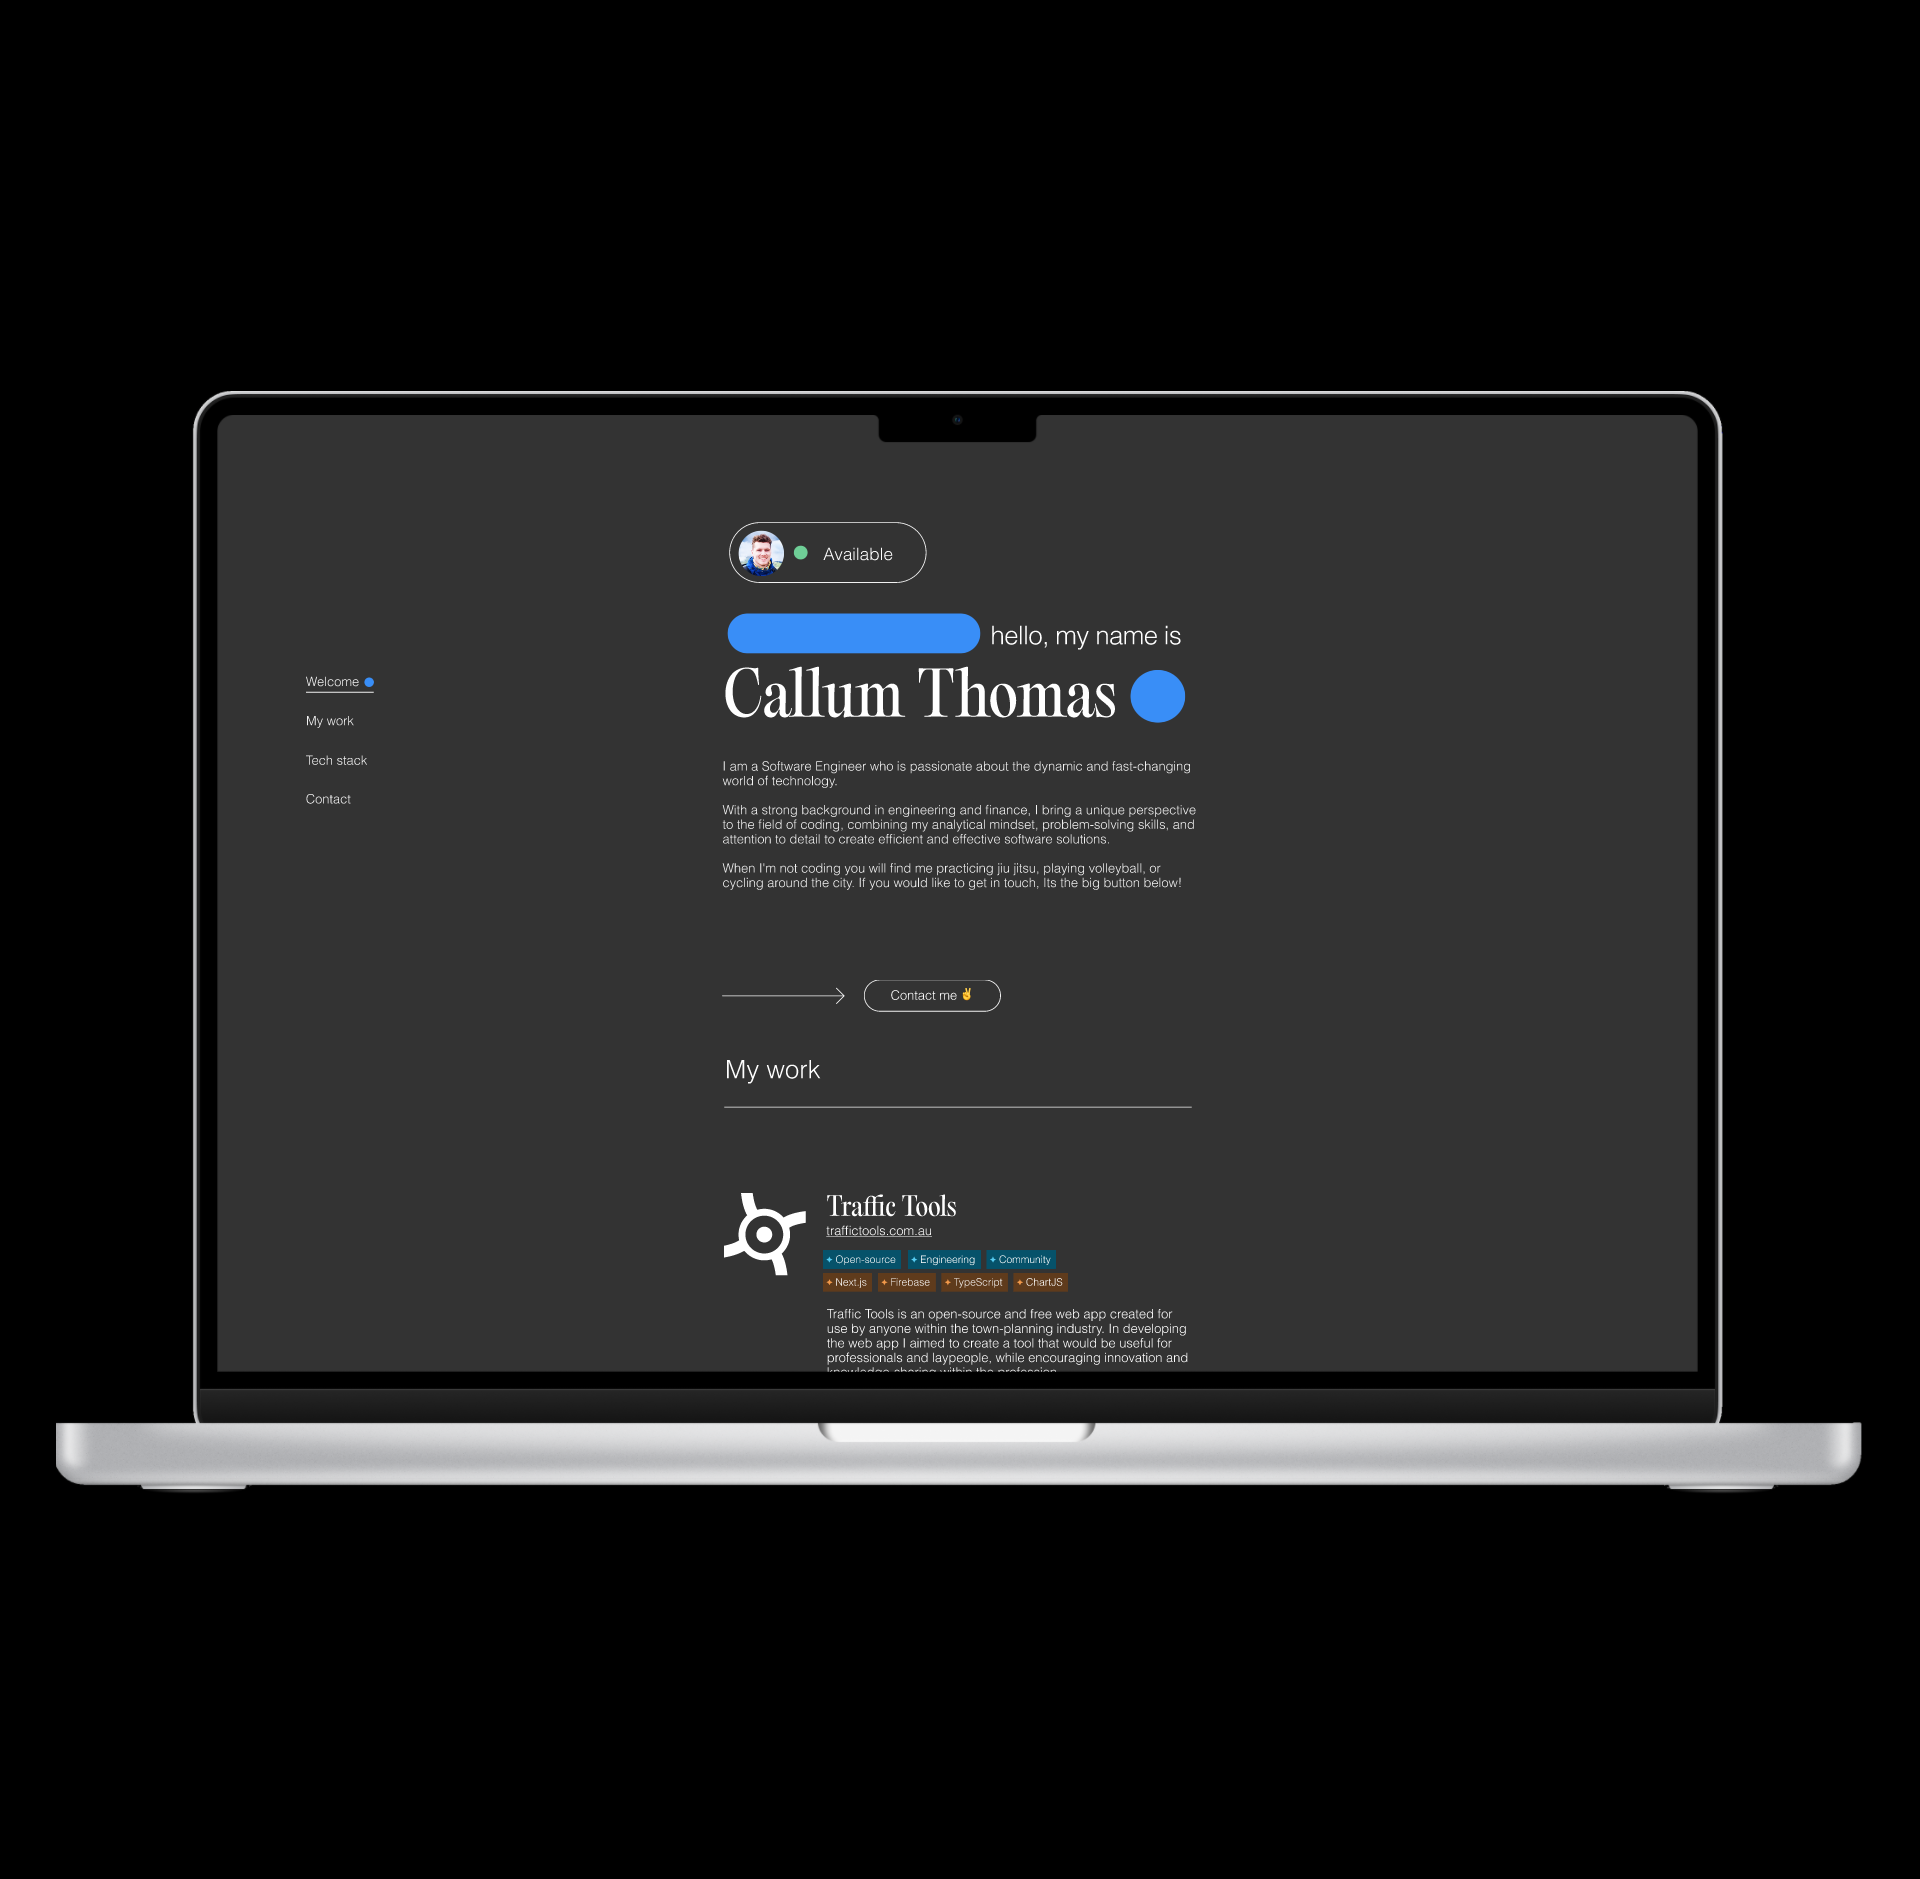 Available
hello, my name is
Callum Thomas
Welcome
My work
Tech stack
Contact
I am a Software Engineer who is passionate about the dynamic and fast-changing
world of technology.
With a strong background in engineering and finance, I bring a unique perspective
to the field of coding, combining my analytical mindset, problem-solving skills, and
attention to detail to create efficient and effective software solutions.
When I'm not coding you will find me practicing jiu jitsu, playing volleyball, or
cycling around the city. If you would like to get in touch, Its the big button below!
Contact me ✌️
My work
Traffic Tools
traffictools.com.au
+ Open-source + Engineering + Community
+ Next.js + Firebase + TypeScript + ChartJS
Traffic Tools is an open-source and free web app created for
use by anyone within the town-planning industry. In developing
the web app I aimed to create a tool that would be useful for
professionals and laypeople, while encouraging innovation and
knowledge sharing within the profession